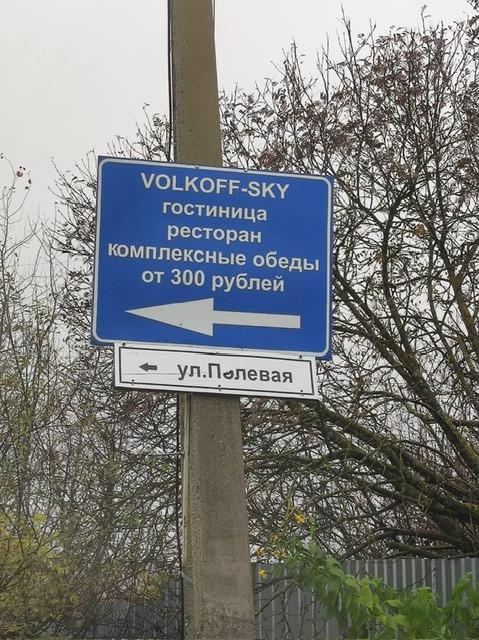 VOLKOFF-SKY
гостиница
ресторан
комплексные обеды
от 300 рублей
ул.Полевая